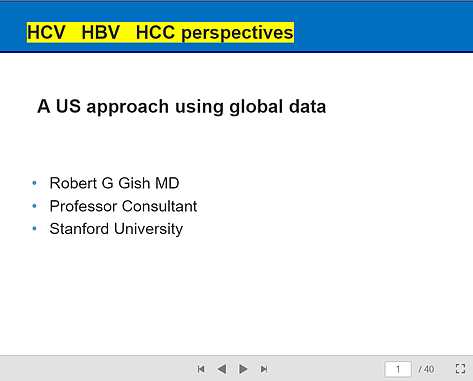 HCV HBV HCC perspectives
A US approach using global data
• Robert G Gish MD
• Professor Consultant
• Stanford University
1 / 40